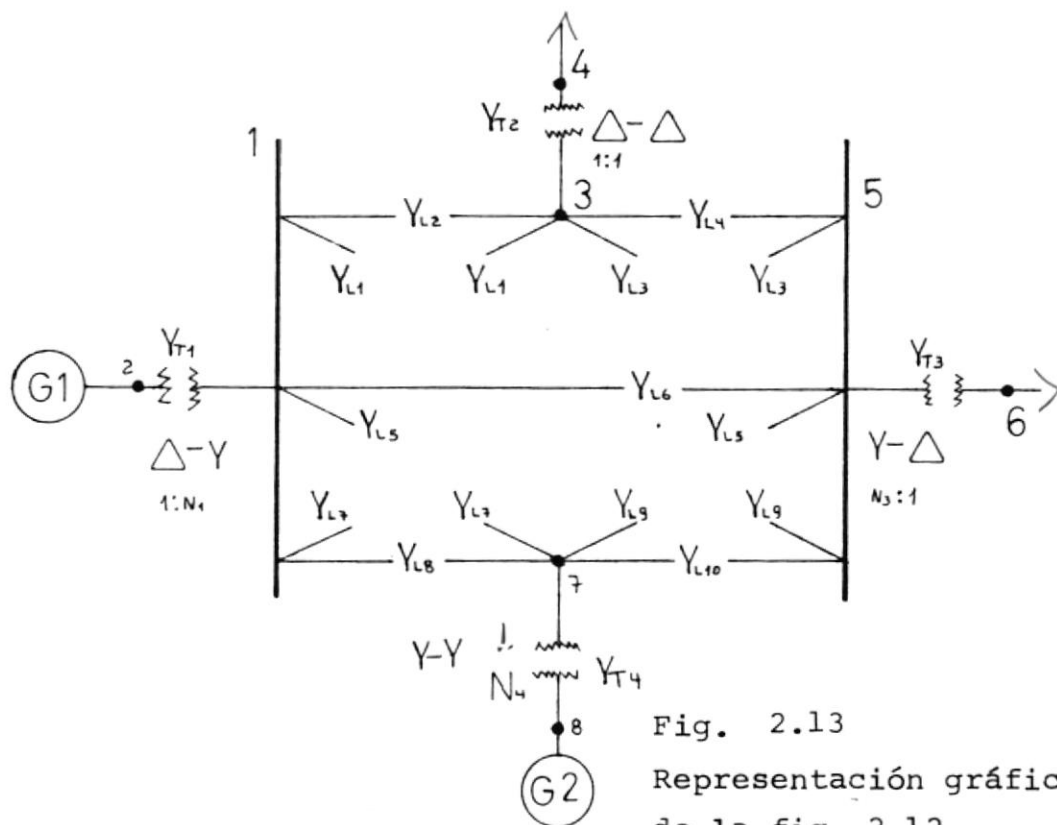 4
Y_T2 △-△
1:1
1
3
5
Y_L2 Y_L4
Y_L1 Y_L1 Y_L3 Y_L3
Y_T1
Y_T3
G1 2
Y_L6
6
Y_L5 Y_L5
△-Y
Y-△
1:N₁
N₃:1
Y_L7 Y_L7 Y_L9 Y_L9
Y_L8 Y_L10
7
Y-Y
N₄ Y_T4
8
G2
Fig. 2.13
Representación gráfic
de la fig. 2.12